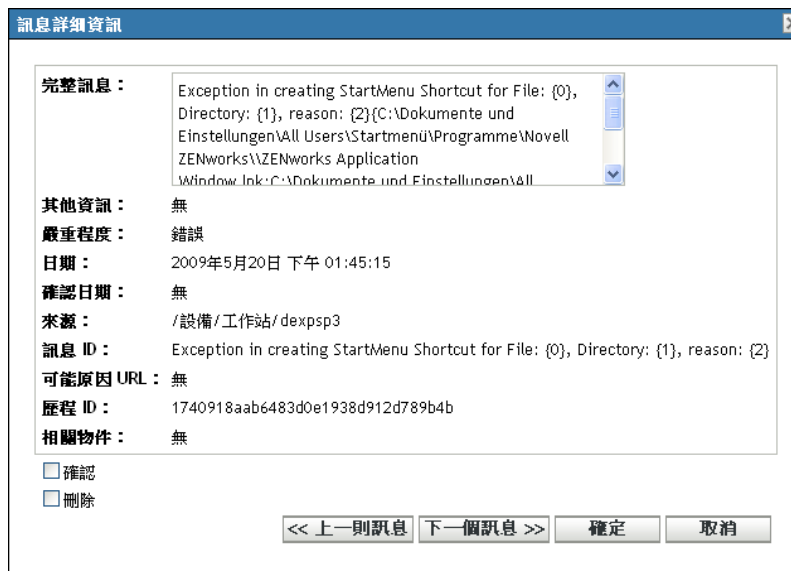 訊息詳細資訊
完整訊息：
Exception in creating StartMenu Shortcut for File: {0},
Directory: {1}, reason: {2}{C:\Dokumente und
Einstellungen\All Users\Startmenü\Programme\Novell
ZENworks\\ZENworks Application
Window.lnk;C:\Dokumente und Einstellungen\All
其他資訊： 無
嚴重程度： 錯誤
日期： 2009年5月20日 下午 01:45:15
確認日期： 無
來源： /設備/工作站/dexpsp3
訊息 ID： Exception in creating StartMenu Shortcut for File: {0}, Directory: {1}, reason: {2}
可能原因 URL： 無
歷程 ID： 1740918aab6483d0e1938d912d789b4b
相關物件： 無
確認
刪除
<< 上一則訊息 下一個訊息 >> 確定 取消